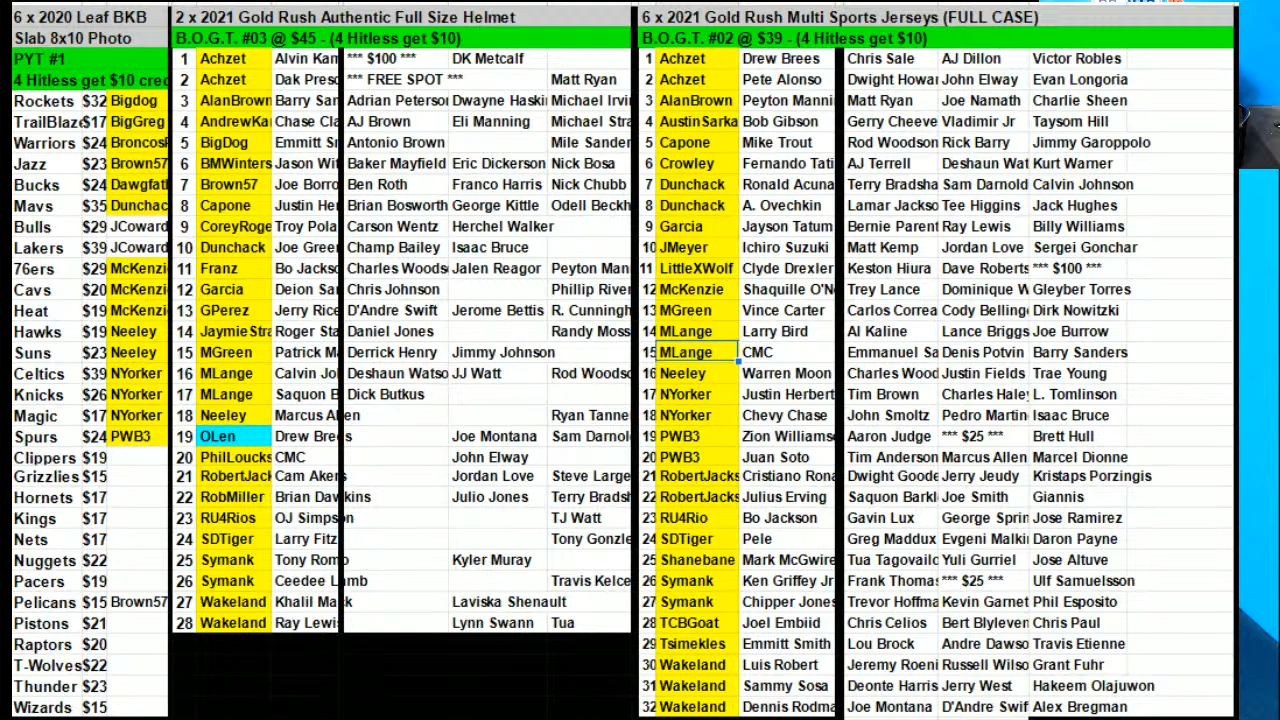 6 x 2020 Leaf BKB
Slab 8x10 Photo
PYT #1
4 Hitless get $10 cred
Rockets $32 Bigdog
TrailBlaze $17 BigGreg
Warriors $24 Broncos
Jazz $23 Brown57
Bucks $24 Dawgfat
Mavs $35 Dunchac
Bulls $29 JCoward
Lakers $39 JCoward
76ers $29 McKenzi
Cavs $20 McKenzi
Heat $19 McKenzi
Hawks $19 Neeley
Suns $23 Neeley
Celtics $39 NYorker
Knicks $26 NYorker
Magic $17 NYorker
Spurs $24 PWB3
Clippers $19
Grizzlies $15
Hornets $17
Kings $17
Nets $17
Nuggets $22
Pacers $19
Pelicans $15 Brown57
Pistons $21
Raptors $20
T-Wolves $22
Thunder $23
Wizards $15
2 x 2021 Gold Rush Authentic Full Size Helmet
B.O.G.T. #03 @ $45 - (4 Hitless get $10)
1 Achzet Alvin Kam *** $100 *** DK Metcalf
2 Achzet Dak Presc *** FREE SPOT *** Matt Ryan
3 AlanBrown Barry San Adrian Peterson Dwayne Haski Michael Irvi
4 AndrewKa Chase Cla AJ Brown Eli Manning Michael Stra
5 BigDog Emmitt S Antonio Brown Mile Sander
6 BMWinters Jason Wit Baker Mayfield Eric Dickerson Nick Bosa
7 Brown57 Joe Borro Ben Roth Franco Harris Nick Chubb
8 Capone Justin He Brian Bosworth George Kittle Odell Beckh
9 CoreyRoge Troy Pola Carson Wentz Herchel Walker
10 Dunchack Joe Gree Champ Bailey Isaac Bruce
11 Franz Bo Jackso Charles Woods Jalen Reagor Peyton Man
12 Garcia Deion Sa Chris Johnson Phillip River
13 GPerez Jerry Rice D'Andre Swift Jerome Bettis R. Cunningh
14 JaymieStra Roger Sta Daniel Jones Randy Moss
15 MGreen Patrick M Derrick Henry Jimmy Johnson
16 MLange Calvin Jo Deshaun Watso JJ Watt Rod Woodso
17 MLange Saquon B Dick Butkus
18 Neeley Marcus Allen Ryan Tanne
19 OLen Drew Brees Joe Montana Sam Darnol
20 PhilLoucks CMC John Elway
21 RobertJack Cam Akers Jordan Love Steve Large
22 RobMiller Brian Dawkins Julio Jones Terry Bradsh
23 RU4Rios OJ Simpson TJ Watt
24 SDTiger Larry Fitz Tony Gonzle
25 Symank Tony Romo Kyler Muray
26 Symank Ceedee Lamb Travis Kelce
27 Wakeland Khalil Mack Laviska Shenault
28 Wakeland Ray Lewis Lynn Swann Tua
6 x 2021 Gold Rush Multi Sports Jerseys (FULL CASE)
B.O.G.T. #02 @ $39 - (4 Hitless get $10)
1 Achzet Drew Brees Chris Sale AJ Dillon Victor Robles
2 Achzet Pete Alonso Dwight Howar John Elway Evan Longoria
3 AlanBrown Peyton Manni Matt Ryan Joe Namath Charlie Sheen
4 AustinSarka Bob Gibson Gerry Cheeve Vladimir Jr Taysom Hill
5 Capone Mike Trout Rod Woodson Rick Barry Jimmy Garoppolo
6 Crowley Fernando Tati AJ Terrell Deshaun Wat Kurt Warner
7 Dunchack Ronald Acuna Terry Bradsha Sam Darnold Calvin Johnson
8 Dunchack A. Ovechkin Lamar Jackso Tee Higgins Jack Hughes
9 Garcia Jayson Tatum Bernie Parent Ray Lewis Billy Williams
10 JMeyer Ichiro Suzuki Matt Kemp Jordan Love Sergei Gonchar
11 LittleXWolf Clyde Drexler Keston Hiura Dave Roberts *** $100 ***
12 McKenzie Shaquille O'N Trey Lance Dominique W Gleyber Torres
13 MGreen Vince Carter Carlos Correa Cody Belling Dirk Nowitzki
14 MLange Larry Bird Al Kaline Lance Briggs Joe Burrow
15 MLange CMC Emmanuel Sa Denis Potvin Barry Sanders
16 Neeley Warren Moon Charles Wood Justin Fields Trae Young
17 NYorker Justin Herbert Tim Brown Charles Haley L. Tomlinson
18 NYorker Chevy Chase John Smoltz Pedro Martin Isaac Bruce
19 PWB3 Zion Williams Aaron Judge *** $25 *** Brett Hull
20 PWB3 Juan Soto Tim Anderson Marcus Allen Marcel Dionne
21 RobertJacks Cristiano Rona Dwight Goode Jerry Jeudy Kristaps Porzingis
22 RobertJacks Julius Erving Saquon Barkl Joe Smith Giannis
23 RU4Rio Bo Jackson Gavin Lux George Sprin Jose Ramirez
24 SDTiger Pele Greg Maddux Evgeni Malkin Daron Payne
25 Shanebane Mark McGwire Tua Tagovailo Yuli Gurriel Jose Altuve
26 Symank Ken Griffey Jr Frank Thomas *** $25 *** Ulf Samuelsson
27 Symank Chipper Jones Trevor Hoffma Kevin Garnet Phil Esposito
28 TCBGoat Joel Embiid Chris Celios Bert Blyleven Chris Paul
29 Tsimekles Emmitt Smith Lou Brock Andre Dawso Travis Etienne
30 Wakeland Luis Robert Jeremy Roeni Russell Wilso Grant Fuhr
31 Wakeland Sammy Sosa Deonte Harris Jerry West Hakeem Olajuwon
32 Wakeland Dennis Rodma Joe Montana D'Andre Swif Alex Bregman